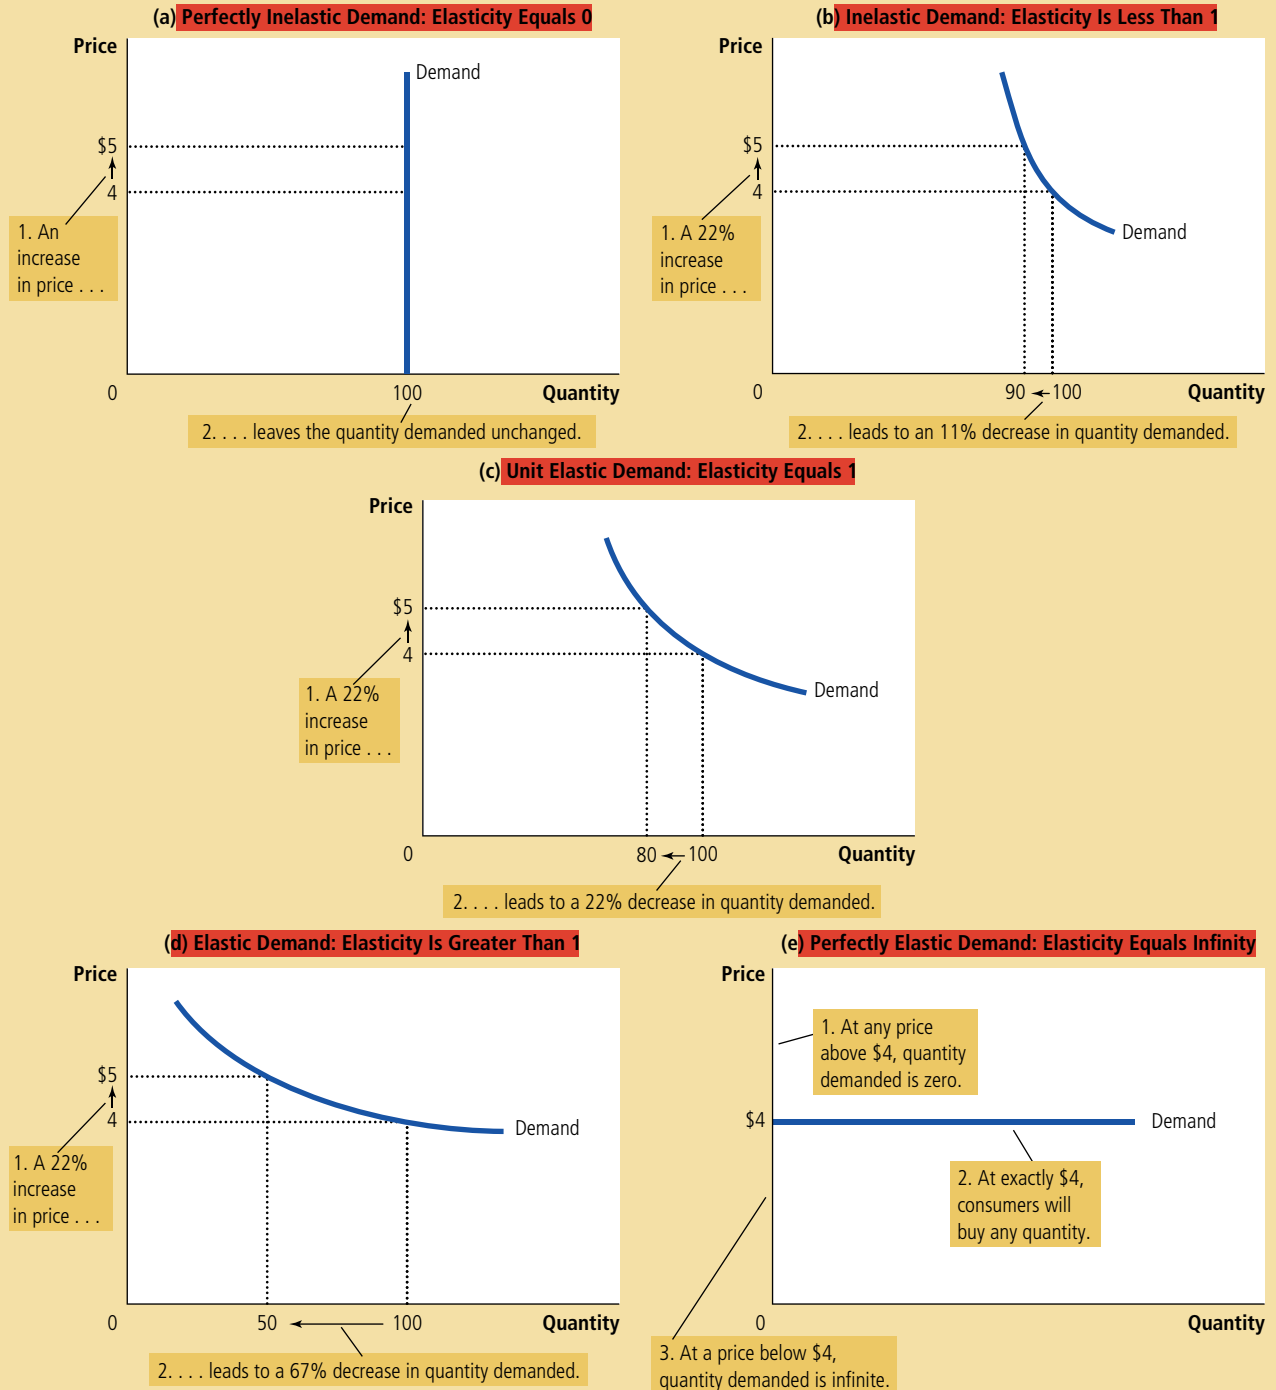 (a) Perfectly Inelastic Demand: Elasticity Equals 0
Price
Demand
$5
4
1. An
increase
in price . . .
0
100
Quantity
2. . . . leaves the quantity demanded unchanged.
(b) Inelastic Demand: Elasticity Is Less Than 1
Price
$5
4
Demand
1. A 22%
increase
in price . . .
0
90
100
Quantity
2. . . . leads to an 11% decrease in quantity demanded.
(c) Unit Elastic Demand: Elasticity Equals 1
Price
$5
4
Demand
1. A 22%
increase
in price . . .
0
80
100
Quantity
2. . . . leads to a 22% decrease in quantity demanded.
(d) Elastic Demand: Elasticity Is Greater Than 1
Price
$5
4
Demand
1. A 22%
increase
in price . . .
0
50
100
Quantity
2. . . . leads to a 67% decrease in quantity demanded.
(e) Perfectly Elastic Demand: Elasticity Equals Infinity
Price
1. At any price
above $4, quantity
demanded is zero.
$4
Demand
2. At exactly $4,
consumers will
buy any quantity.
0
Quantity
3. At a price below $4,
quantity demanded is infinite.